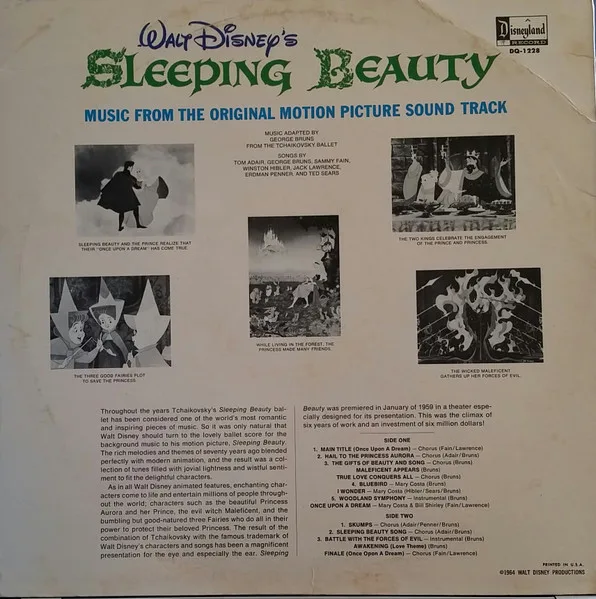 WALT DISNEY'S
SLEEPING BEAUTY
Disneyland
RECORD
DQ-1228
MUSIC FROM THE ORIGINAL MOTION PICTURE SOUND TRACK
MUSIC ADAPTED BY
GEORGE BRUNS
FROM THE TCHAIKOVSKY BALLET
SONGS BY
TOM ADAIR, GEORGE BRUNS, SAMMY FAIN,
WINSTON HIBLER, JACK LAWRENCE,
ERDMAN PENNER, AND TED SEARS
SLEEPING BEAUTY AND THE PRINCE REALIZE THAT
THEIR "ONCE UPON A DREAM" HAS COME TRUE.
THE TWO KINGS CELEBRATE THE ENGAGEMENT
OF THE PRINCE AND PRINCESS.
WHILE LIVING IN THE FOREST, THE
PRINCESS MADE MANY FRIENDS.
THE THREE GOOD FAIRIES PLOT
TO SAVE THE PRINCESS.
THE WICKED MALEFICENT
GATHERS UP HER FORCES OF EVIL.
Throughout the years Tchaikovsky's Sleeping Beauty bal-
let has been considered one of the world's most romantic
and inspiring pieces of music. So it was only natural that
Walt Disney should turn to the lovely ballet score for the
background music to his motion picture, Sleeping Beauty.
The rich melodies and themes of seventy years ago blended
perfectly with modern animation, and the result was a col-
lection of tunes filled with jovial lightness and wistful senti-
ment to fit the delightful characters.
As in all Walt Disney animated features, enchanting char-
acters come to life and entertain millions of people through-
out the world; characters such as the beautiful Princess
Aurora and her Prince, the evil witch Maleficent, and the
bumbling but good-natured three Fairies who do all in their
power to protect their beloved Princess. The result of the
combination of Tchaikovsky with the famous trademark of
Walt Disney's characters and songs has been a magnificent
presentation for the eye and especially the ear. Sleeping
Beauty was premiered in January of 1959 in a theater espe-
cially designed for its presentation. This was the climax of
six years of work and an investment of six million dollars!
SIDE ONE
1. MAIN TITLE (Once Upon a Dream) — Chorus (Fain/Lawrence)
2. HAIL TO THE PRINCESS AURORA — Chorus (Adair/Bruns)
3. THE GIFTS OF BEAUTY AND SONG — Chorus (Adair/Bruns)
MALEFICENT APPEARS (Bruns)
TRUE LOVE CONQUERS ALL — Chorus (Bruns)
4. BLUEBIRD — Mary Costa (Bruns)
I WONDER — Mary Costa (Hibler/Sears/Bruns)
5. WOODLAND SYMPHONY — Instrumental (Bruns)
ONCE UPON A DREAM — Mary Costa & Bill Shirley (Fain/Lawrence)
SIDE TWO
1. SKUMPS — Chorus (Adair/Penner/Bruns)
2. SLEEPING BEAUTY SONG — Chorus (Adair/Bruns)
3. BATTLE WITH THE FORCES OF EVIL — Instrumental (Bruns)
AWAKENING (Love Theme) (Bruns)
FINALE (Once Upon a Dream) — Chorus (Fain/Lawrence)
PRINTED IN U.S.A.
©1964 WALT DISNEY PRODUCTIONS